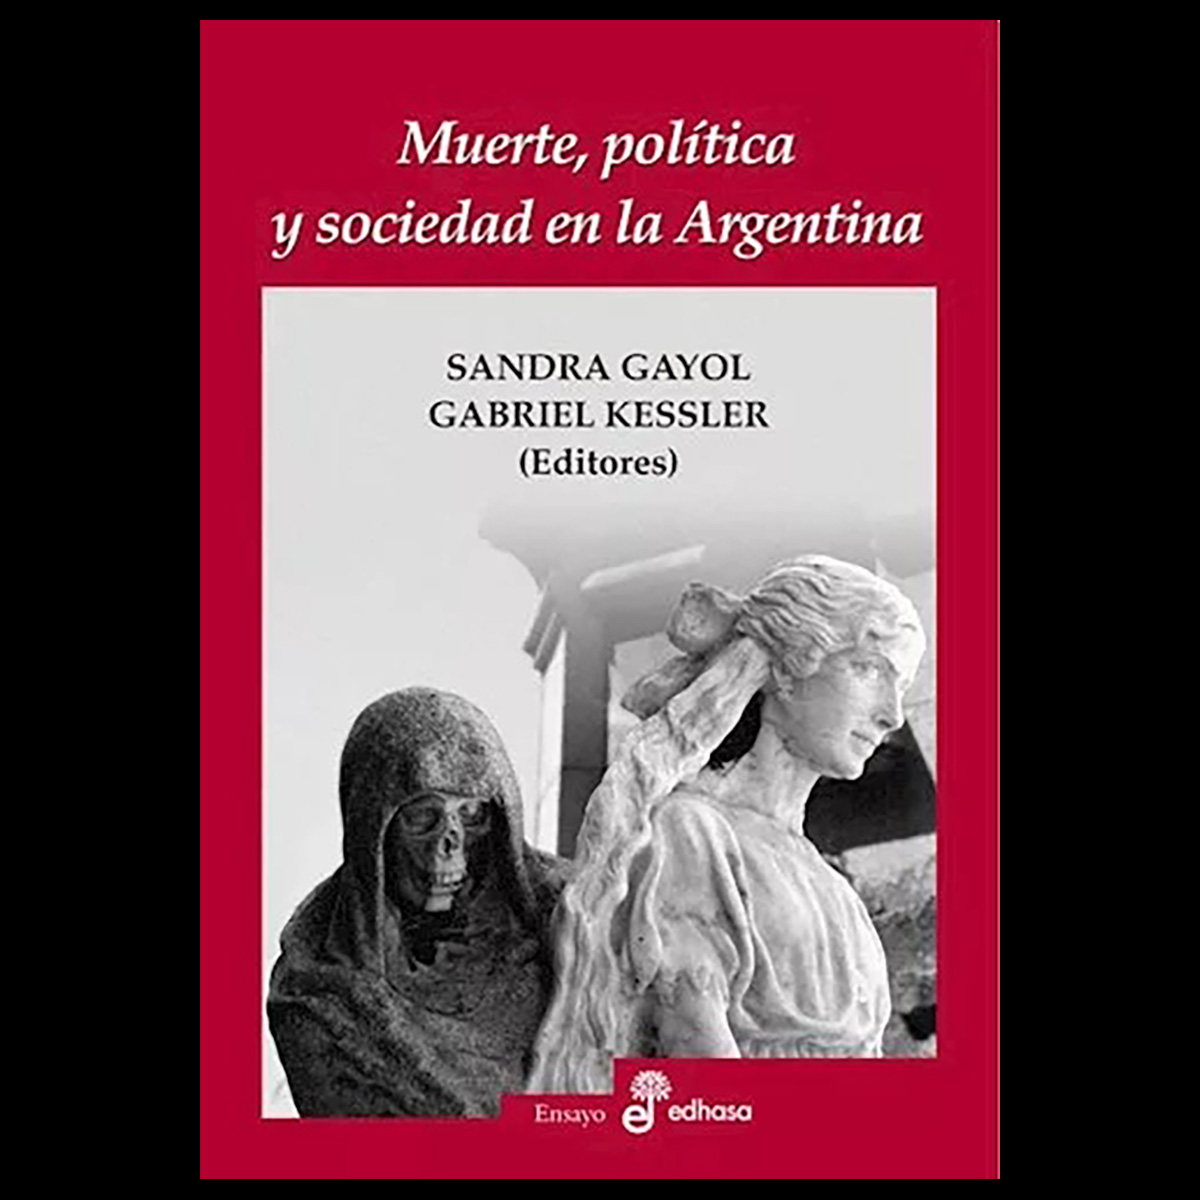 Muerte, política
y sociedad en la Argentina
SANDRA GAYOL
GABRIEL KESSLER
(Editores)
Ensayo
edhasa